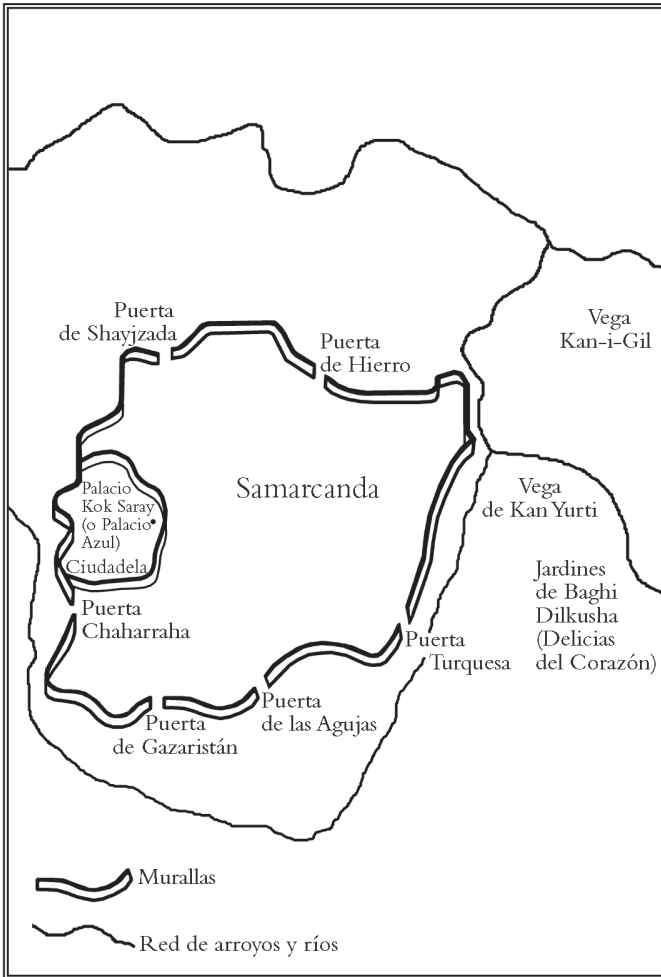 Puerta
de Shayjzada
Puerta
de Hierro
Vega
Kan-i-Gil
Palacio
Kok Saray
(o Palacio
Azul)
Ciudadela
Samarcanda
Vega
de Kan Yurti
Jardines
de Baghi
Dilkusha
(Delicias
del Corazón)
Puerta
Chaharraha
Puerta
Turquesa
Puerta
de las Agujas
Puerta
de Gazaristán
Murallas
Red de arroyos y ríos